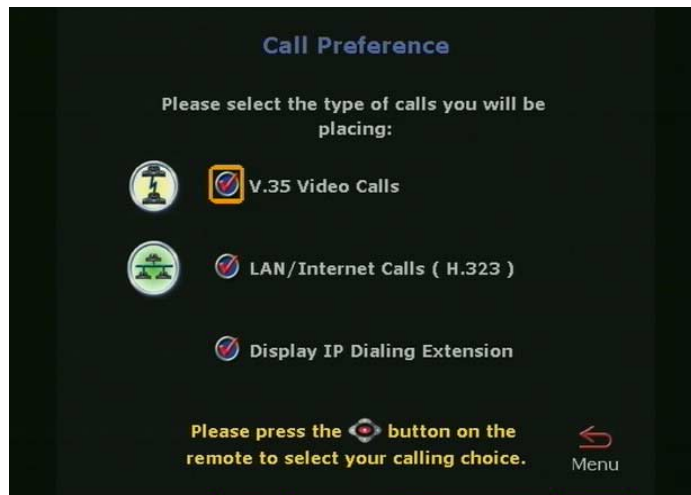 Call Preference
Please select the type of calls you will be
placing:
V.35 Video Calls
LAN/Internet Calls ( H.323 )
Display IP Dialing Extension
Please press the button on the
remote to select your calling choice.
Menu